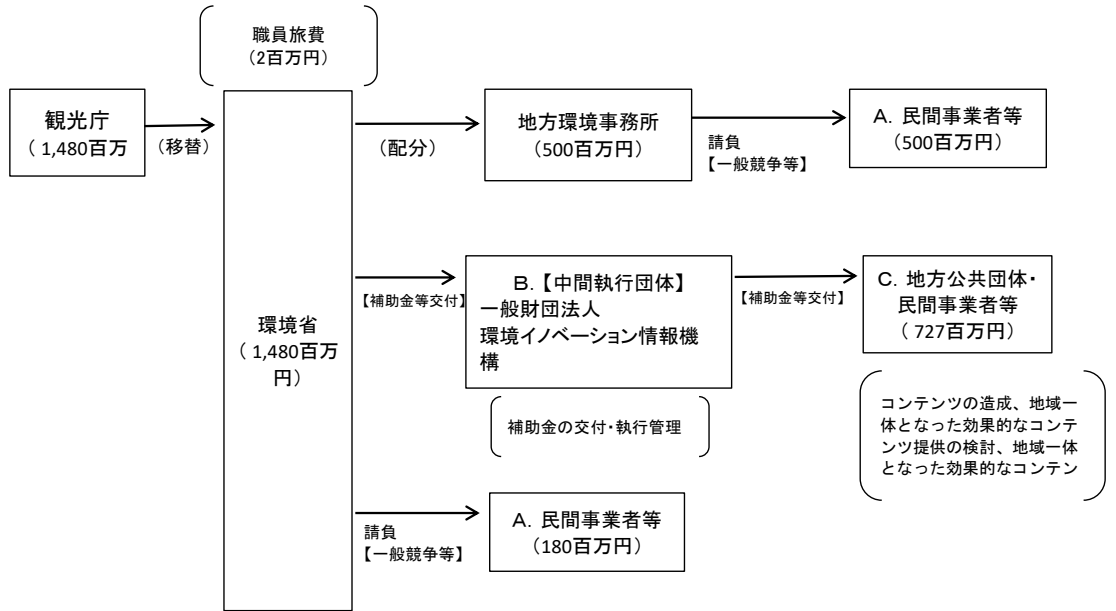 職員旅費
（2百万円）
観光庁
（ 1,480百万
（移替）
環境省
（ 1,480百万
円）
（配分）
地方環境事務所
（500百万円）
請負
【一般競争等】
A．民間事業者等
（500百万円）
【補助金等交付】
B．【中間執行団体】
一般財団法人
環境イノベーション情報機
構
補助金の交付・執行管理
【補助金等交付】
C．地方公共団体・
民間事業者等
（ 727百万円）
コンテンツの造成、地域一
体となった効果的なコンテ
ンツ提供の検討、地域一体
となった効果的なコンテン
請負
【一般競争等】
A．民間事業者等
（180百万円）